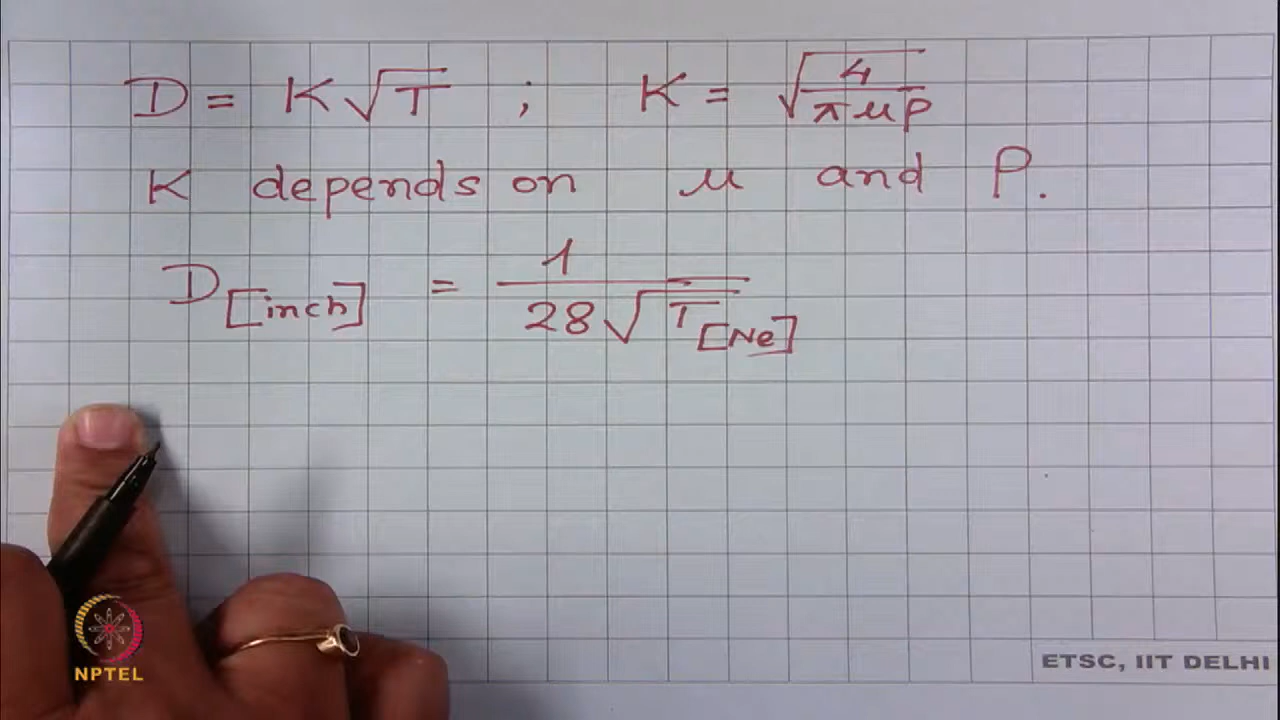 D = K√T ; K = √(4/πμp)
K depends on μ and P.
D[inch] = 1/28√T[Ne]
NPTEL
ETSC, IIT DELHI